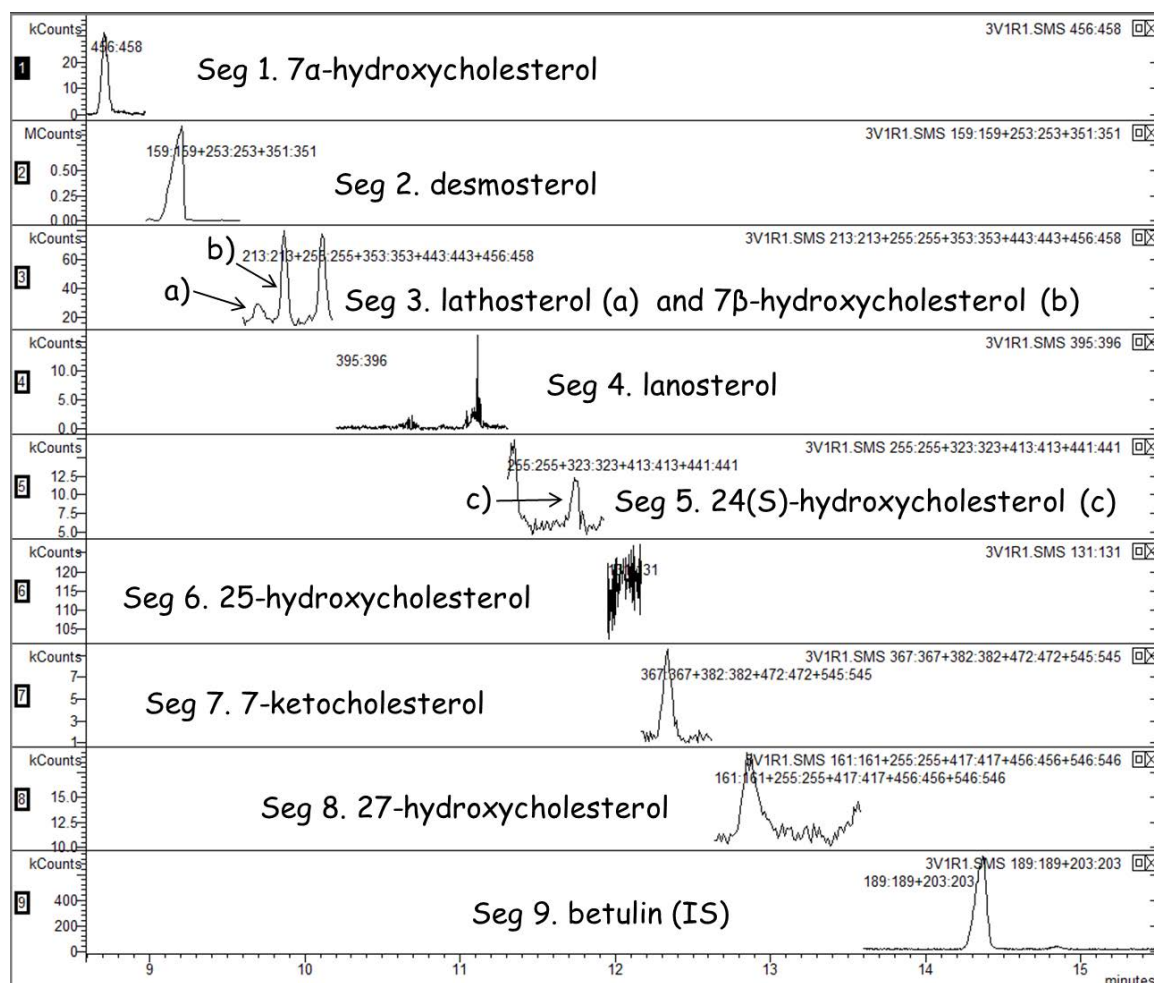 kCounts
3V1R1.SMS 456:458
456:458
1
20
10
0
Seg 1. 7α-hydroxycholesterol
MCounts
3V1R1.SMS 159:159+253:253+351:351
159:159+253:253+351:351
2
0.50
0.25
0.00
Seg 2. desmosterol
kCounts
3V1R1.SMS 213:213+255:255+353:353+443:443+456:458
213:213+255:255+353:353+443:443+456:458
3
60
40
20
a)
b)
Seg 3. lathosterol (a) and 7β-hydroxycholesterol (b)
kCounts
3V1R1.SMS 395:396
395:396
4
10.0
5.0
0.0
Seg 4. lanosterol
kCounts
3V1R1.SMS 255:255+323:323+413:413+441:441
255:255+323:323+413:413+441:441
5
12.5
10.0
7.5
5.0
c)
Seg 5. 24(S)-hydroxycholesterol (c)
kCounts
3V1R1.SMS 131:131
6
120
115
110
105
Seg 6. 25-hydroxycholesterol
kCounts
3V1R1.SMS 367:367+382:382+472:472+545:545
367:367+382:382+472:472+545:545
7
7
5
3
1
Seg 7. 7-ketocholesterol
kCounts
3V1R1.SMS 161:161+255:255+417:417+456:456+546:546
161:161+255:255+417:417+456:456+546:546
8
15.0
12.5
10.0
Seg 8. 27-hydroxycholesterol
kCounts
3V1R1.SMS 189:189+203:203
189:189+203:203
9
400
200
0
Seg 9. betulin (IS)
9 10 11 12 13 14 15
minutes